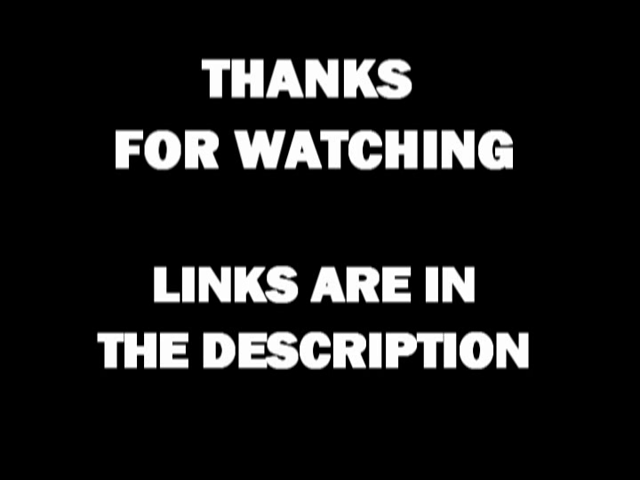 THANKS
FOR WATCHING
LINKS ARE IN
THE DESCRIPTION